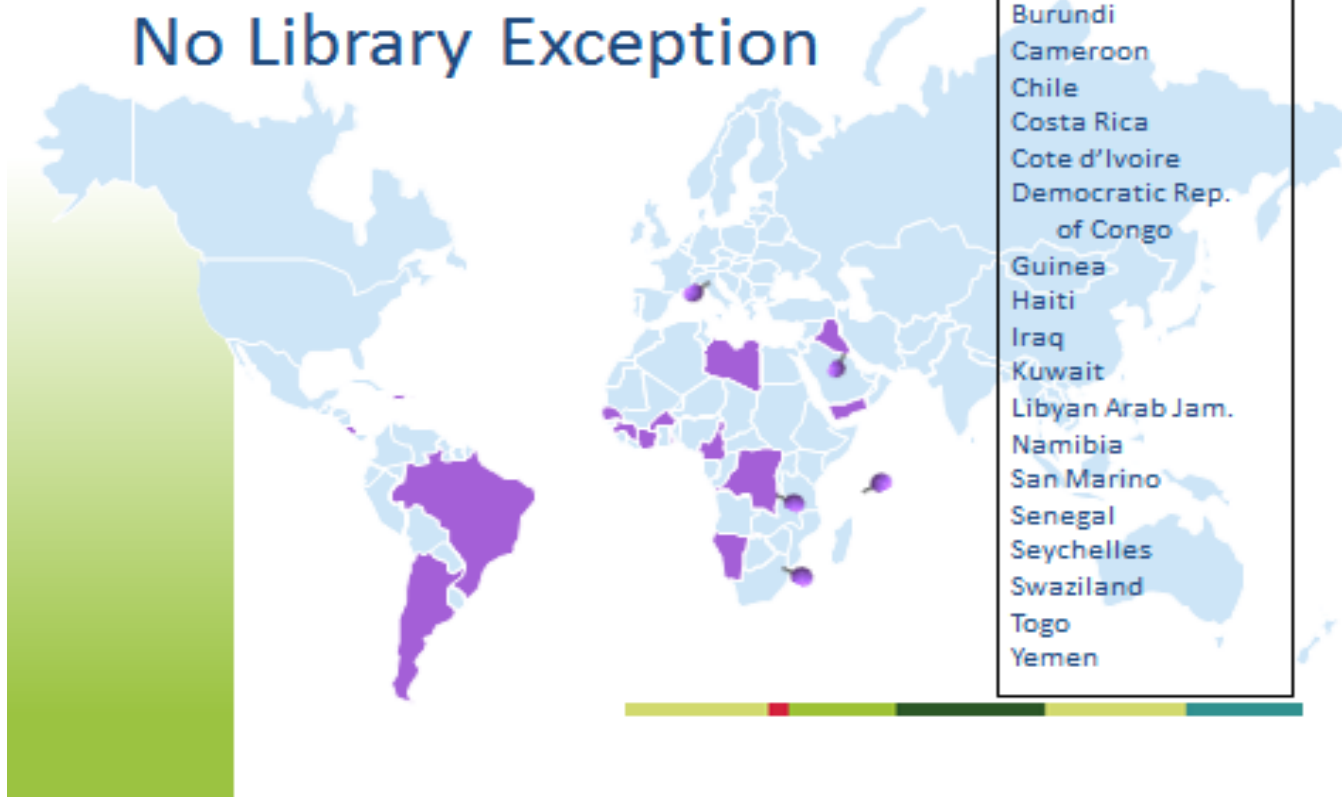 No Library Exception
Burundi
Cameroon
Chile
Costa Rica
Cote d'Ivoire
Democratic Rep.
of Congo
Guinea
Haiti
Iraq
Kuwait
Libyan Arab Jam.
Namibia
San Marino
Senegal
Seychelles
Swaziland
Togo
Yemen